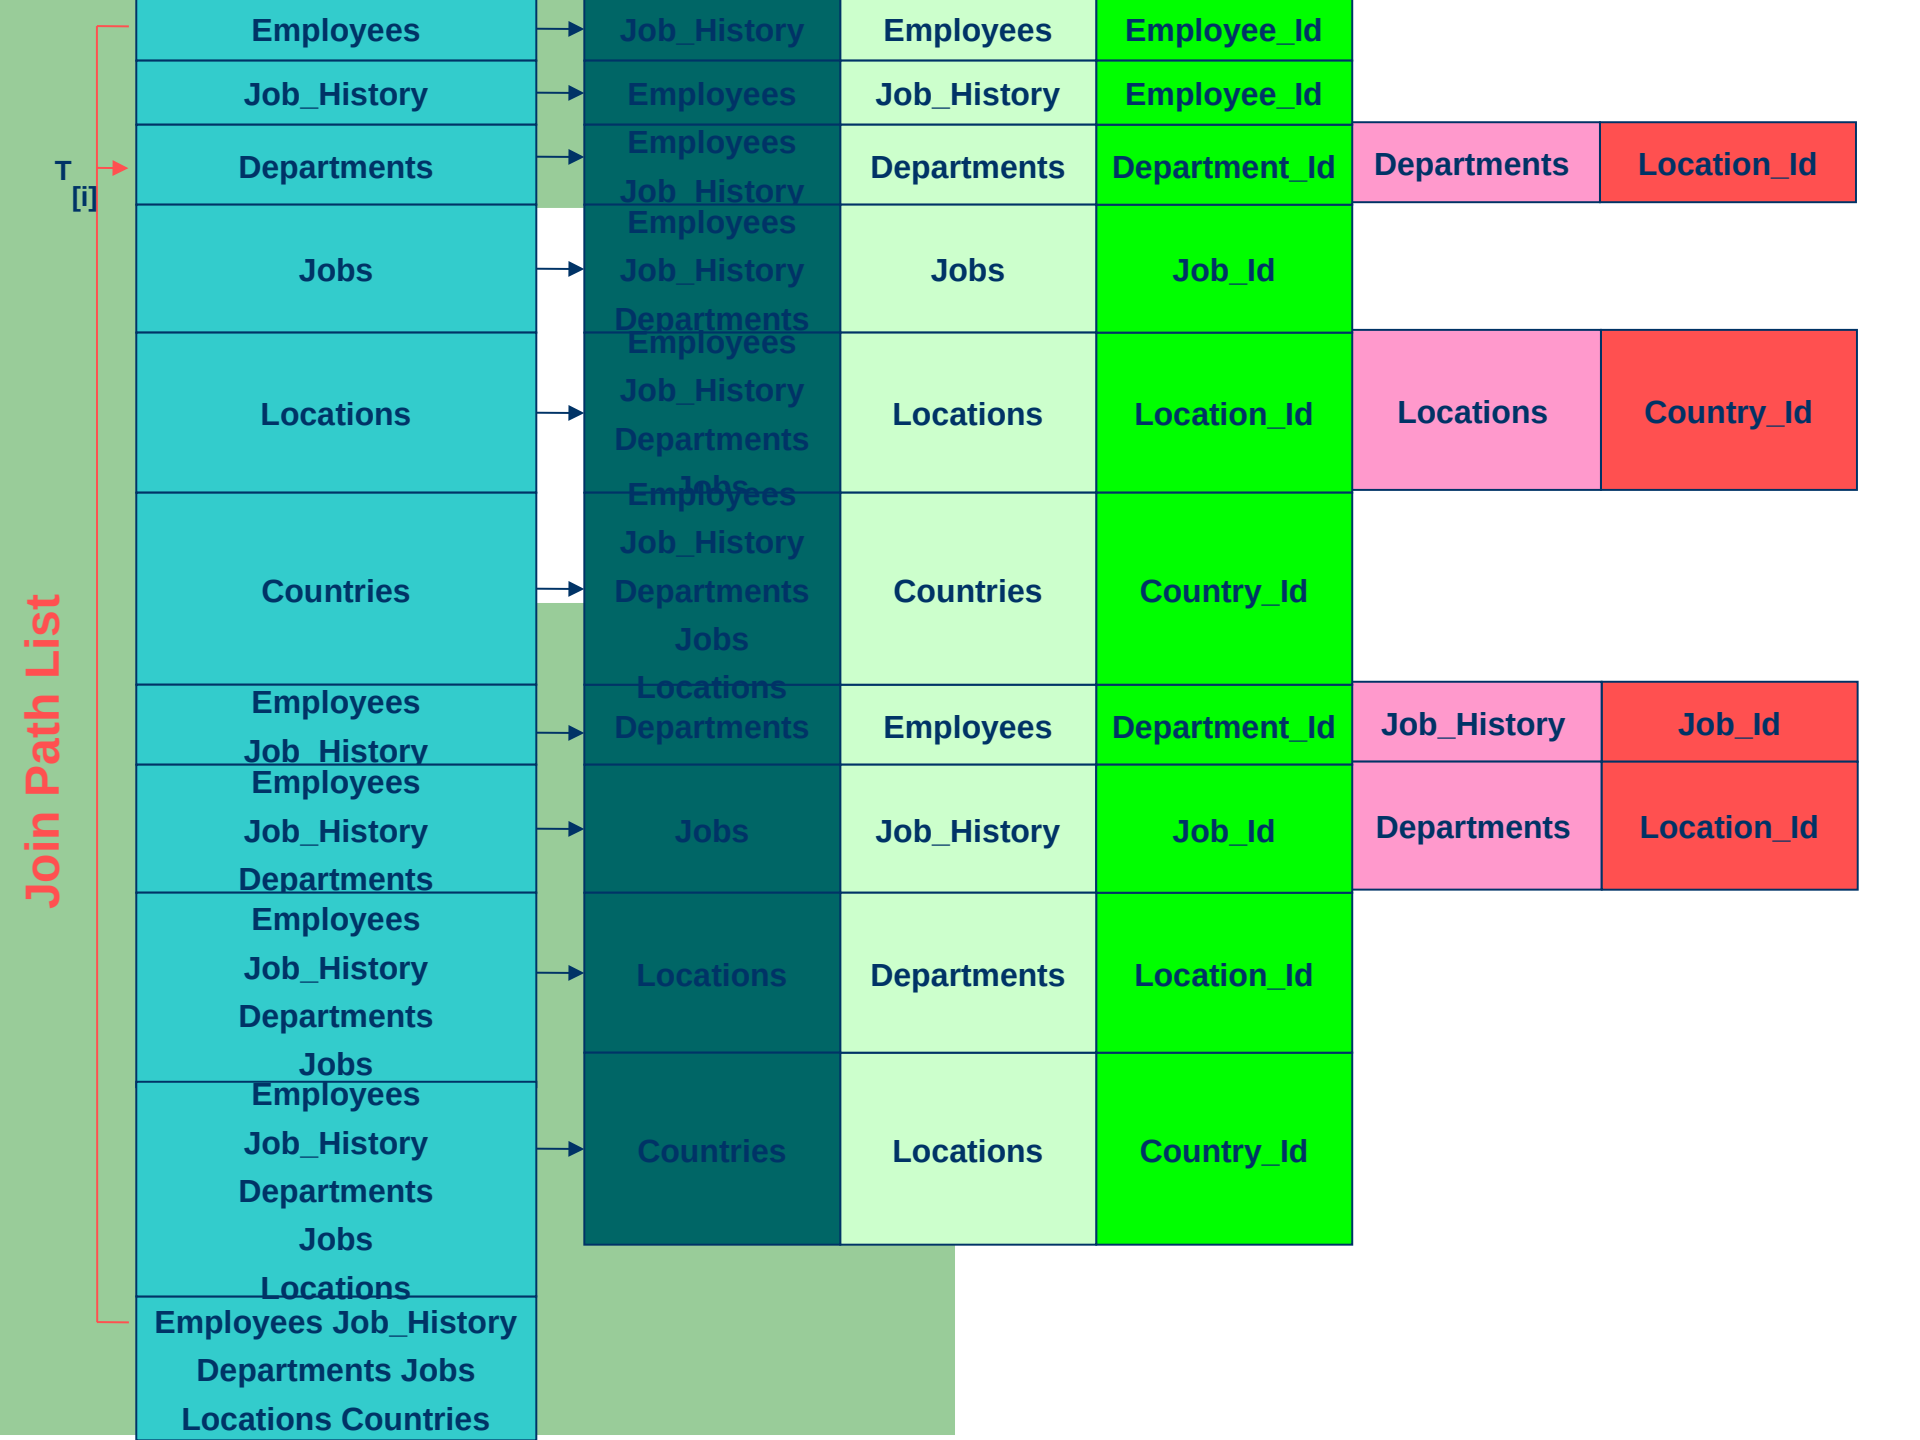 Employees Job_History Employees Employee_Id
Job_History Employees Job_History Employee_Id
Departments Employees Departments Department_Id Departments Location_Id
Job_History
T
[i]
Jobs Employees Jobs Job_Id
Job_History
Departments
Locations Employees Locations Location_Id Locations Country_Id
Job_History
Departments
Jobs
Countries Employees Countries Country_Id
Job_History
Departments
Jobs
Locations
Employees Departments Employees Department_Id Job_History Job_Id
Job_History
Employees Jobs Job_History Job_Id Departments Location_Id
Job_History
Departments
Employees Locations Departments Location_Id
Job_History
Departments
Jobs
Employees Countries Locations Country_Id
Job_History
Departments
Jobs
Locations
Employees Job_History
Departments Jobs
Locations Countries
Join Path List